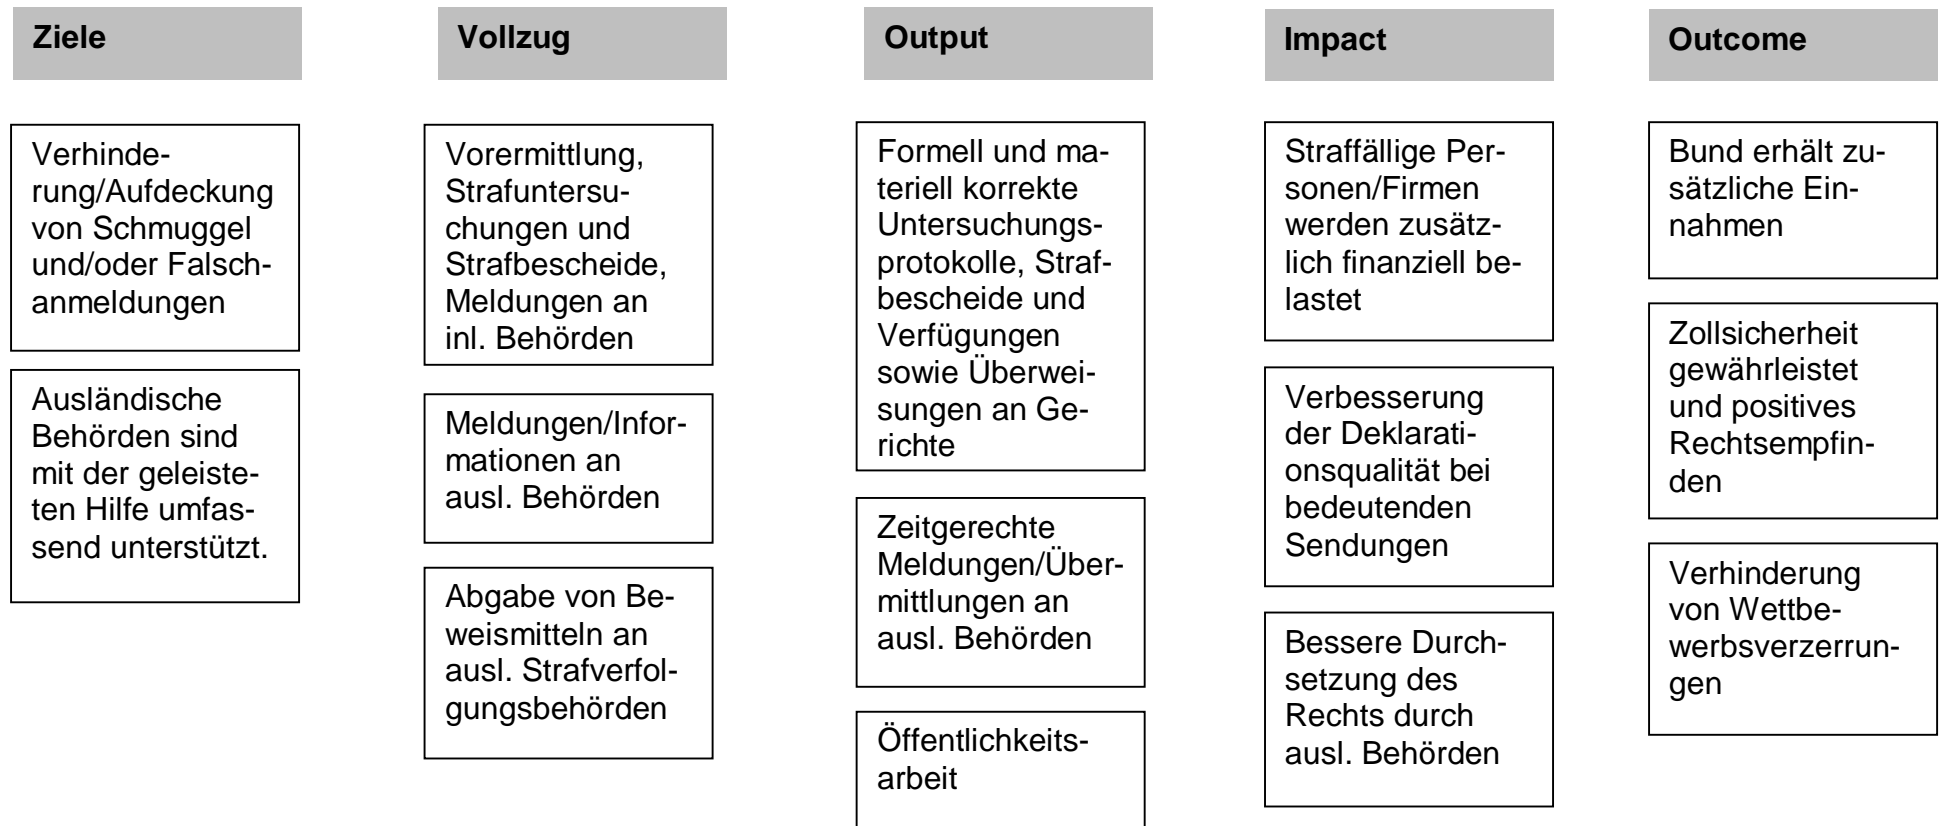 Ziele
Verhinde-
rung/Aufdeckung
von Schmuggel
und/oder Falsch-
anmeldungen
Ausländische
Behörden sind
mit der geleiste-
ten Hilfe umfas-
send unterstützt.
Vollzug
Vorermittlung,
Strafuntersu-
chungen und
Strafbescheide,
Meldungen an
inl. Behörden
Meldungen/Infor-
mationen an
ausl. Behörden
Abgabe von Be-
weismitteln an
ausl. Strafverfol-
gungsbehörden
Output
Formell und ma-
teriell korrekte
Untersuchungs-
protokolle, Straf-
bescheide und
Verfügungen
sowie Überwei-
sungen an Ge-
richte
Zeitgerechte
Meldungen/Über-
mittlungen an
ausl. Behörden
Öffentlichkeits-
arbeit
Impact
Straffällige Per-
sonen/Firmen
werden zusätz-
lich finanziell be-
lastet
Verbesserung
der Deklarati-
onsqualität bei
bedeutenden
Sendungen
Bessere Durch-
setzung des
Rechts durch
ausl. Behörden
Outcome
Bund erhält zu-
sätzliche Ein-
nahmen
Zollsicherheit
gewährleistet
und positives
Rechtsempfin-
den
Verhinderung
von Wettbe-
werbsverzerrun-
gen